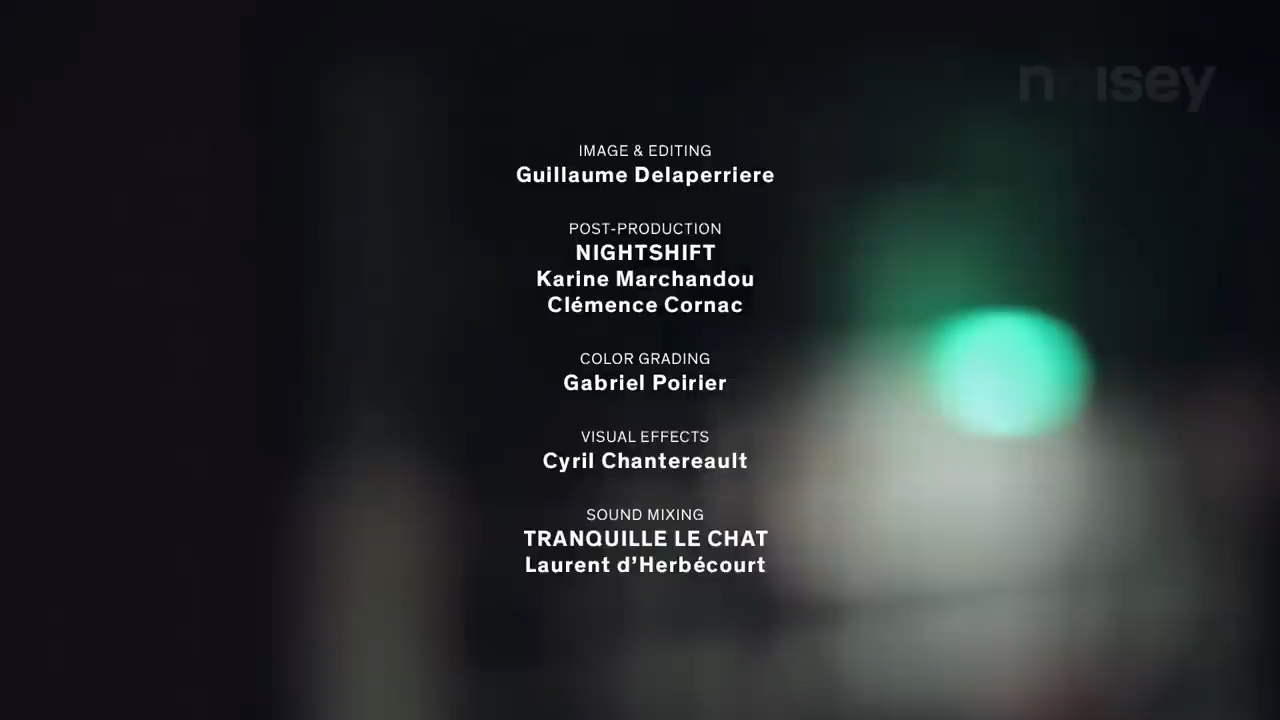 noisey
IMAGE & EDITING
Guillaume Delaperriere
POST-PRODUCTION
NIGHTSHIFT
Karine Marchandou
Clémence Cornac
COLOR GRADING
Gabriel Poirier
VISUAL EFFECTS
Cyril Chantereault
SOUND MIXING
TRANQUILLE LE CHAT
Laurent d’Herbécourt